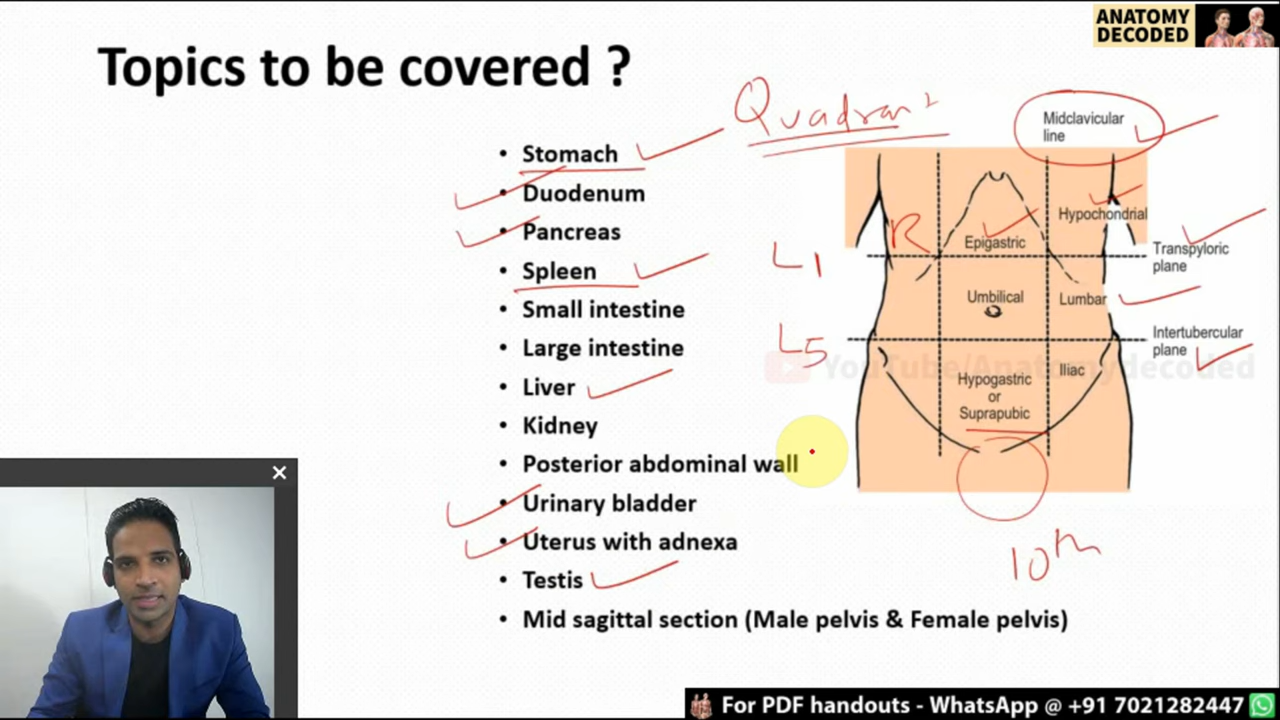 ANATOMY
DECODED
Topics to be covered ?
• Stomach
• Duodenum
• Pancreas
• Spleen
• Small intestine
• Large intestine
• Liver
• Kidney
• Posterior abdominal wall
• Urinary bladder
• Uterus with adnexa
• Testis
• Mid sagittal section (Male pelvis & Female pelvis)
Midclavicular
line
R
Epigastric
Hypochondrial
L1
Transpyloric
plane
Umbilical
Lumbar
L5
Intertubercular
plane
YouTube/Anatomydecoded
Hypogastric
or
Suprapubic
Iliac
10th
For PDF handouts - WhatsApp @ +91 7021282447